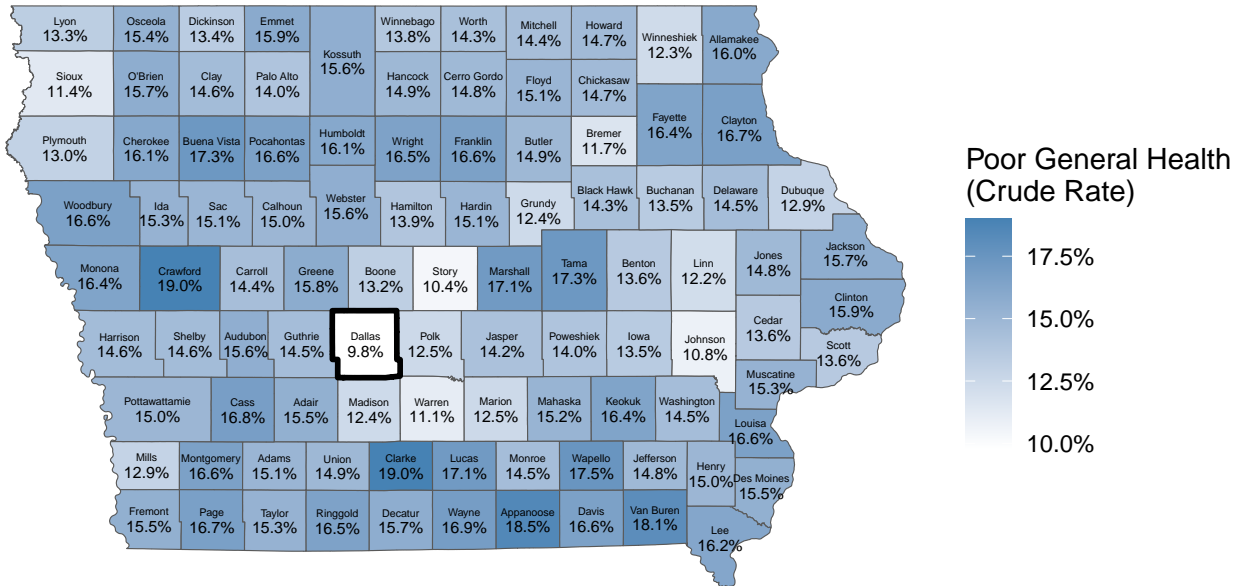 Lyon
13.3%
Osceola
15.4%
Dickinson
13.4%
Emmet
15.9%
Kossuth
15.6%
Winnebago
13.8%
Worth
14.3%
Mitchell
14.4%
Howard
14.7%
Winneshiek
12.3%
Allamakee
16.0%
Sioux
11.4%
O'Brien
15.7%
Clay
14.6%
Palo Alto
14.0%
Hancock
14.9%
Cerro Gordo
14.8%
Floyd
15.1%
Chickasaw
14.7%
Fayette
16.4%
Clayton
16.7%
Plymouth
13.0%
Cherokee
16.1%
Buena Vista
17.3%
Pocahontas
16.6%
Humboldt
16.1%
Wright
16.5%
Franklin
16.6%
Butler
14.9%
Bremer
11.7%
Woodbury
16.6%
Ida
15.3%
Sac
15.1%
Calhoun
15.0%
Webster
15.6%
Hamilton
13.9%
Hardin
15.1%
Grundy
12.4%
Black Hawk
14.3%
Buchanan
13.5%
Delaware
14.5%
Dubuque
12.9%
Monona
16.4%
Crawford
19.0%
Carroll
14.4%
Greene
15.8%
Boone
13.2%
Story
10.4%
Marshall
17.1%
Tama
17.3%
Benton
13.6%
Linn
12.2%
Jones
14.8%
Jackson
15.7%
Clinton
15.9%
Harrison
14.6%
Shelby
14.6%
Audubon
15.6%
Guthrie
14.5%
Dallas
9.8%
Polk
12.5%
Jasper
14.2%
Poweshiek
14.0%
Iowa
13.5%
Johnson
10.8%
Cedar
13.6%
Scott
13.6%
Muscatine
15.3%
Pottawattamie
15.0%
Cass
16.8%
Adair
15.5%
Madison
12.4%
Warren
11.1%
Marion
12.5%
Mahaska
15.2%
Keokuk
16.4%
Washington
14.5%
Louisa
16.6%
Mills
12.9%
Montgomery
16.6%
Adams
15.1%
Union
14.9%
Clarke
19.0%
Lucas
17.1%
Monroe
14.5%
Wapello
17.5%
Jefferson
14.8%
Henry
15.0%
Des Moines
15.5%
Fremont
15.5%
Page
16.7%
Taylor
15.3%
Ringgold
16.5%
Decatur
15.7%
Wayne
16.9%
Appanoose
18.5%
Davis
16.6%
Van Buren
18.1%
Lee
16.2%
Poor General Health
(Crude Rate)
17.5%
15.0%
12.5%
10.0%